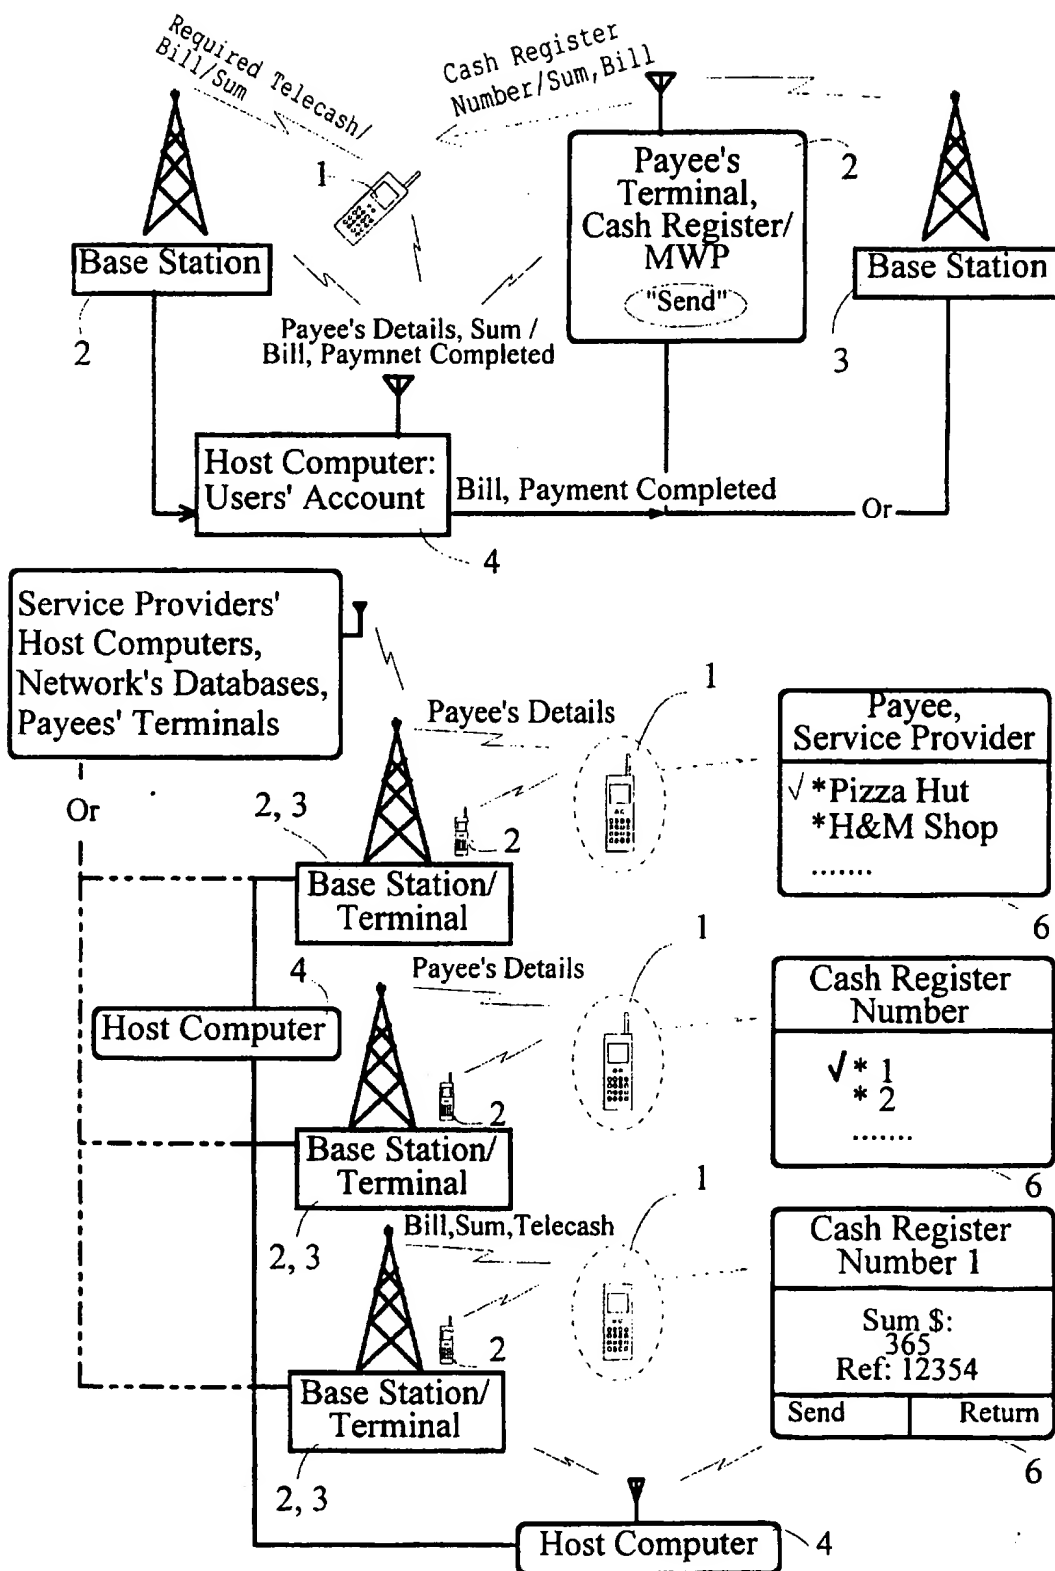 Required Telecash/
Bill/Sum
Cash Register
Number/Sum,Bill
1
Payee's
Terminal,
Cash Register/
MWP
"Send"
2
Base Station
2
Base Station
3
Payee's Details, Sum /
Bill, Paymnet Completed
Host Computer:
Users' Account
Bill, Payment Completed
Or
4
Service Providers'
Host Computers,
Network's Databases,
Payees' Terminals
Or
Payee's Details
1
2, 3
2
Base Station/
Terminal
Payee,
Service Provider
√ *Pizza Hut
*H&M Shop
.......
6
4
Host Computer
Payee's Details
1
2
Base Station/
Terminal
2, 3
Cash Register
Number
√ * 1
* 2
.......
6
Bill,Sum,Telecash
1
2
Base Station/
Terminal
2, 3
Cash Register
Number 1
Sum $:
365
Ref: 12354
Send
Return
6
Host Computer
4